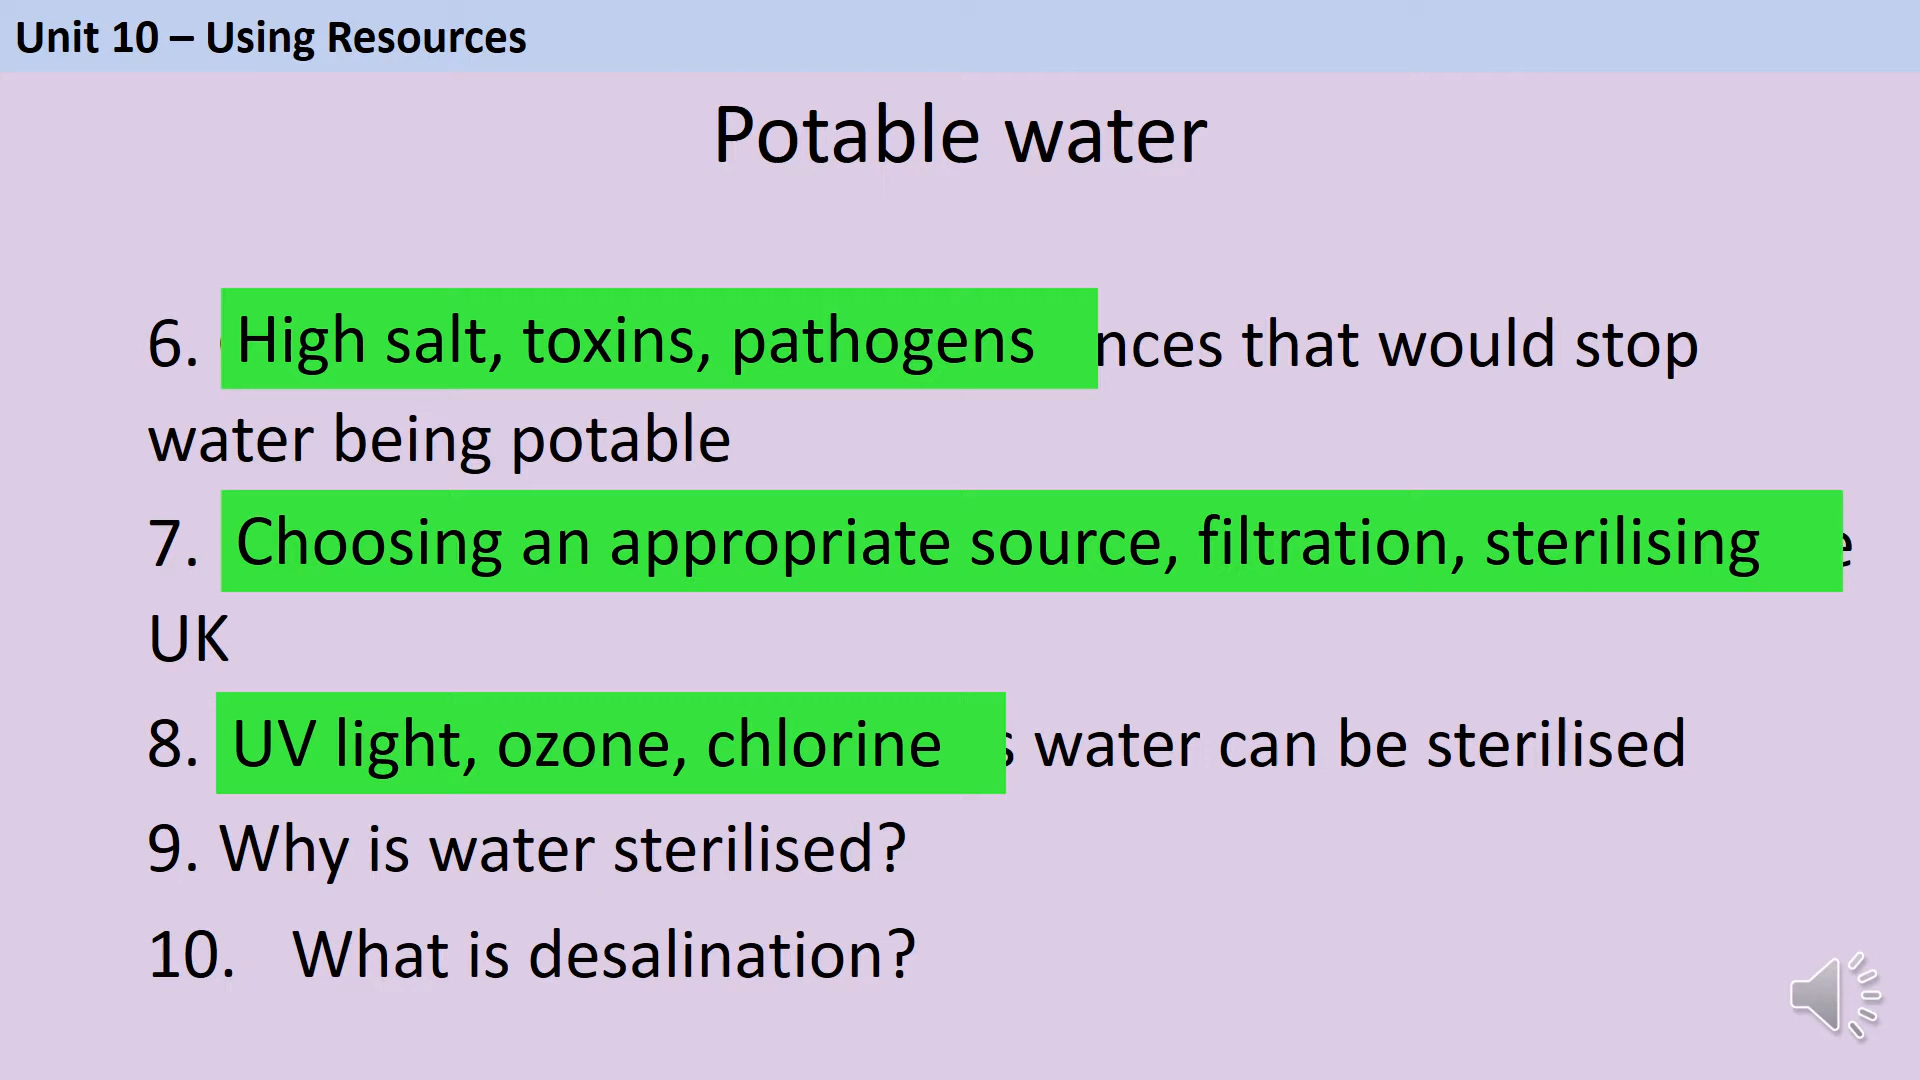 Unit 10 – Using Resources
Potable water
6. High salt, toxins, pathogens that would stop
water being potable
7. Choosing an appropriate source, filtration, sterilising
UK
8. UV light, ozone, chlorine water can be sterilised
9. Why is water sterilised?
10. What is desalination?